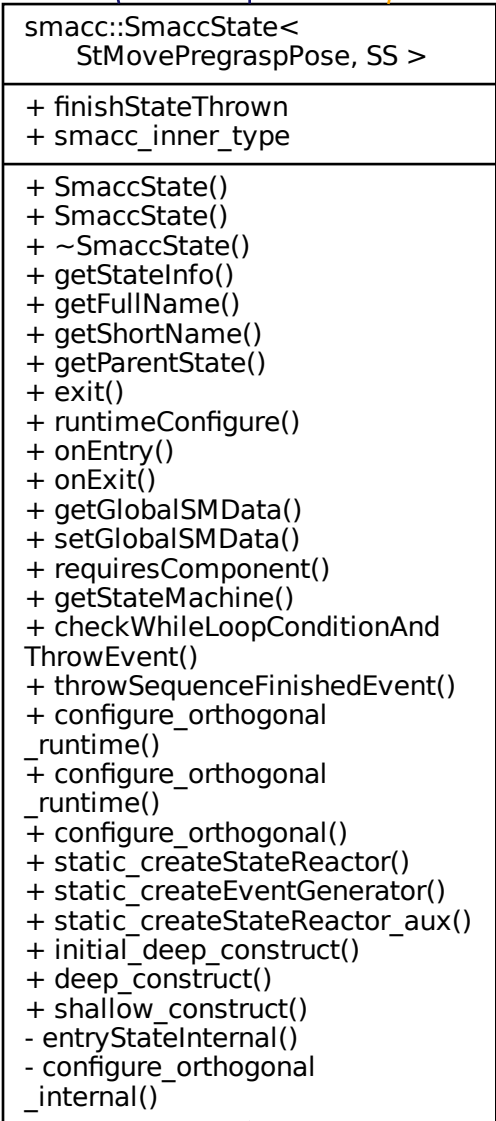 smacc::SmaccState<
StMovePregraspPose, SS >
+ finishStateThrown
+ smacc_inner_type
+ SmaccState()
+ SmaccState()
+ ~SmaccState()
+ getStateInfo()
+ getFullName()
+ getShortName()
+ getParentState()
+ exit()
+ runtimeConfigure()
+ onEntry()
+ onExit()
+ getGlobalSMData()
+ setGlobalSMData()
+ requiresComponent()
+ getStateMachine()
+ checkWhileLoopConditionAnd
ThrowEvent()
+ throwSequenceFinishedEvent()
+ configure_orthogonal
_runtime()
+ configure_orthogonal
_runtime()
+ configure_orthogonal()
+ static_createStateReactor()
+ static_createEventGenerator()
+ static_createStateReactor_aux()
+ initial_deep_construct()
+ deep_construct()
+ shallow_construct()
- entryStateInternal()
- configure_orthogonal
_internal()